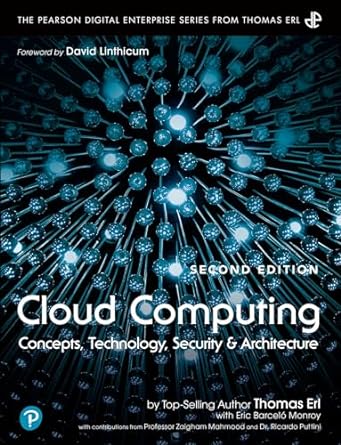 THE PEARSON DIGITAL ENTERPRISE SERIES FROM THOMAS ERL
Foreword by David Linthicum
SECOND EDITION
Cloud Computing
Concepts, Technology, Security & Architecture
by Top-Selling Author Thomas Erl
with Eric Barceló Monroy
with contributions from Professor Zaigham Mahmood and Dr. Ricardo Puttini
P